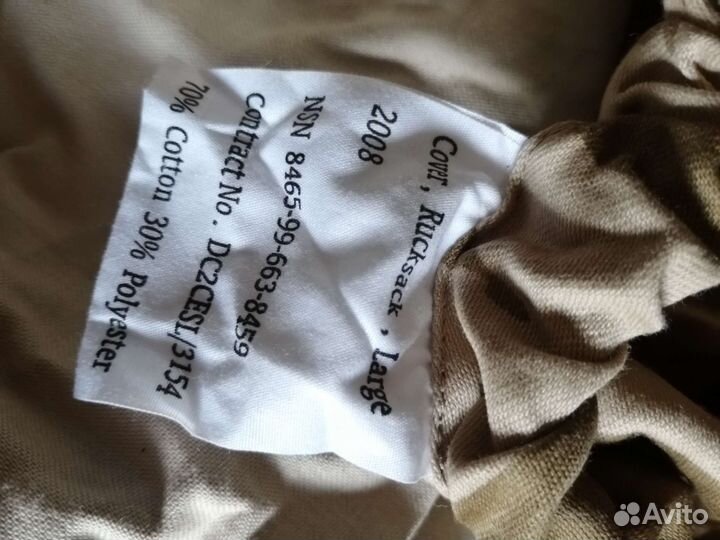 Cover, Rucksack, Large
2008
NSN 8465-99-663-8459
Contract No. DC2CESL/3154
70% Cotton 30% Polyester
Avito